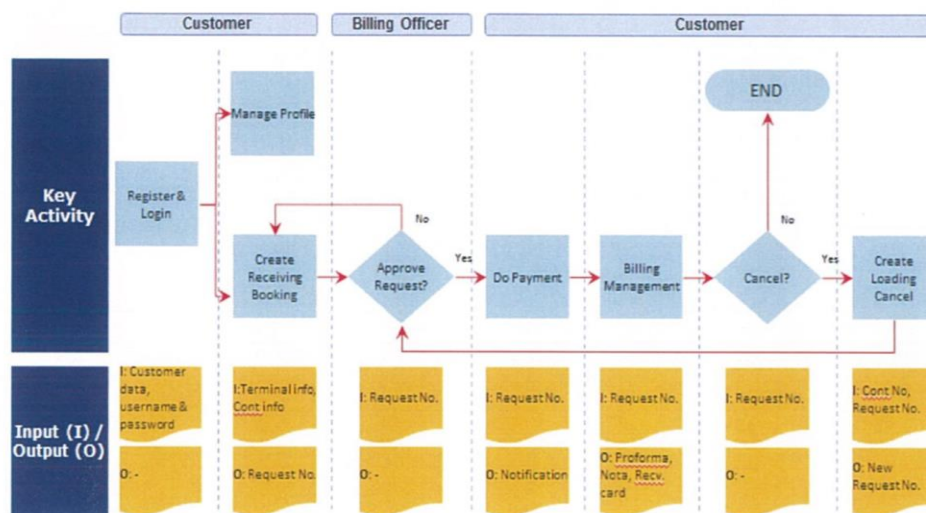 Customer
Billing Officer
Customer
Key
Activity
Manage Profile
END
Register &
Login
No
No
Create
Receiving
Booking
Approve
Request?
Yes
Do Payment
Billing
Management
Cancel?
Yes
Create
Loading
Cancel
Input (I) /
Output (O)
I: Customer
data,
username &
password
I:Terminal info,
Cont info
I: Request No.
I: Request No.
I: Request No.
I: Request No.
I: Cont No,
Request No.
O: -
O: Request No.
O: -
O: Notification
O: Proforma,
Nota, Recv.
card
O: -
O: New
Request No.